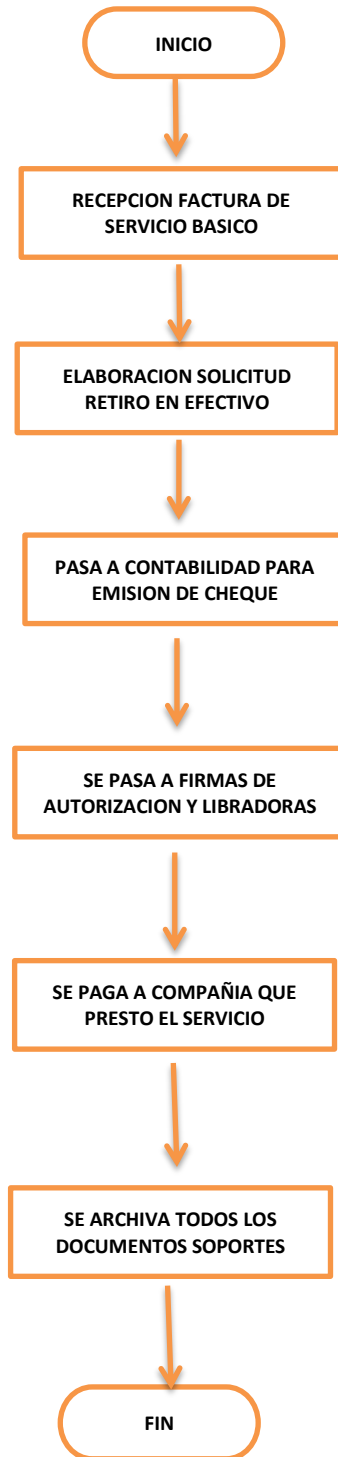 INICIO
RECEPCION FACTURA DE
SERVICIO BASICO
ELABORACION SOLICITUD
RETIRO EN EFECTIVO
PASA A CONTABILIDAD PARA
EMISION DE CHEQUE
SE PASA A FIRMAS DE
AUTORIZACION Y LIBRADORAS
SE PAGA A COMPAÑIA QUE
PRESTO EL SERVICIO
SE ARCHIVA TODOS LOS
DOCUMENTOS SOPORTES
FIN